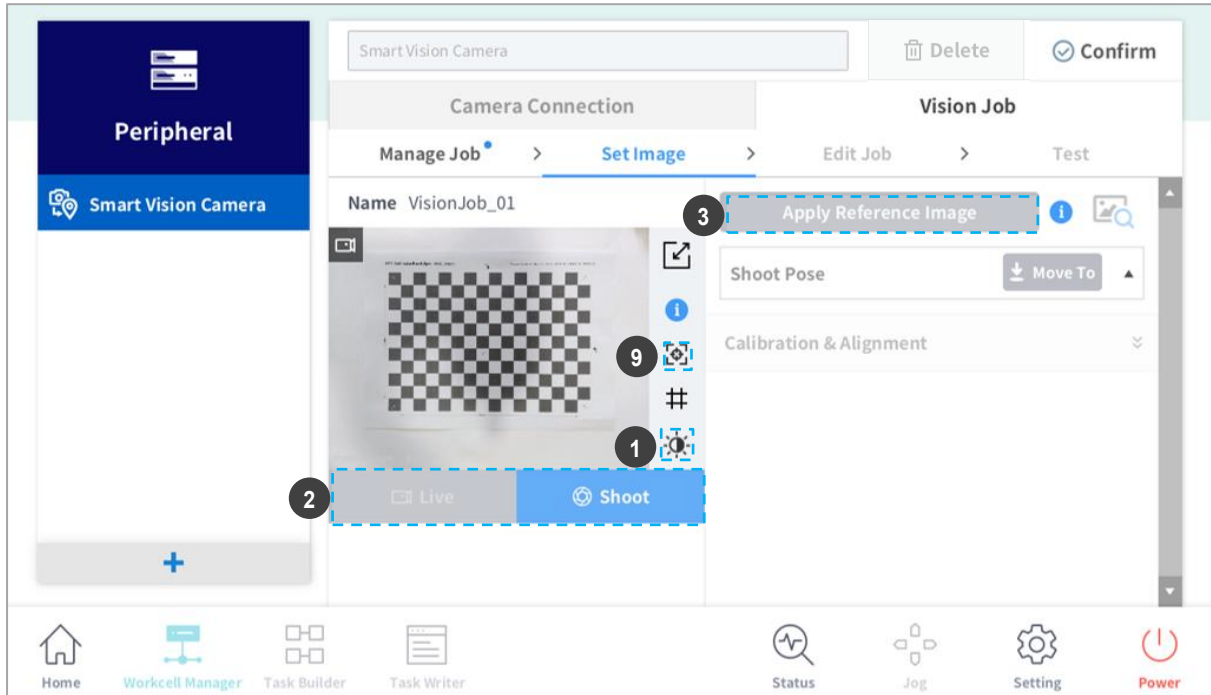 Peripheral
Smart Vision Camera
+
Smart Vision Camera
Delete
Confirm
Camera Connection
Vision Job
Manage Job > Set Image > Edit Job > Test
Name VisionJob_01
3
Apply Reference Image
i
Shoot Pose
Move To
i
9
Calibration & Alignment
1
2
Live
Shoot
Home
Workcell Manager
Task Builder
Task Writer
Status
Jog
Setting
Power